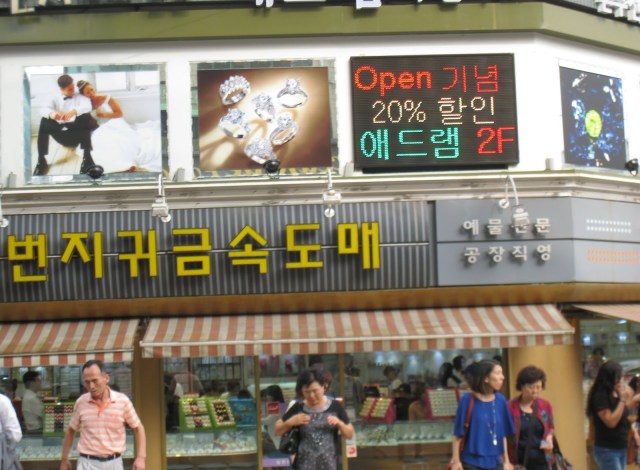 Open 기념
20% 할인
애드램 2F
번지귀금속도매
예물전문
공장직영